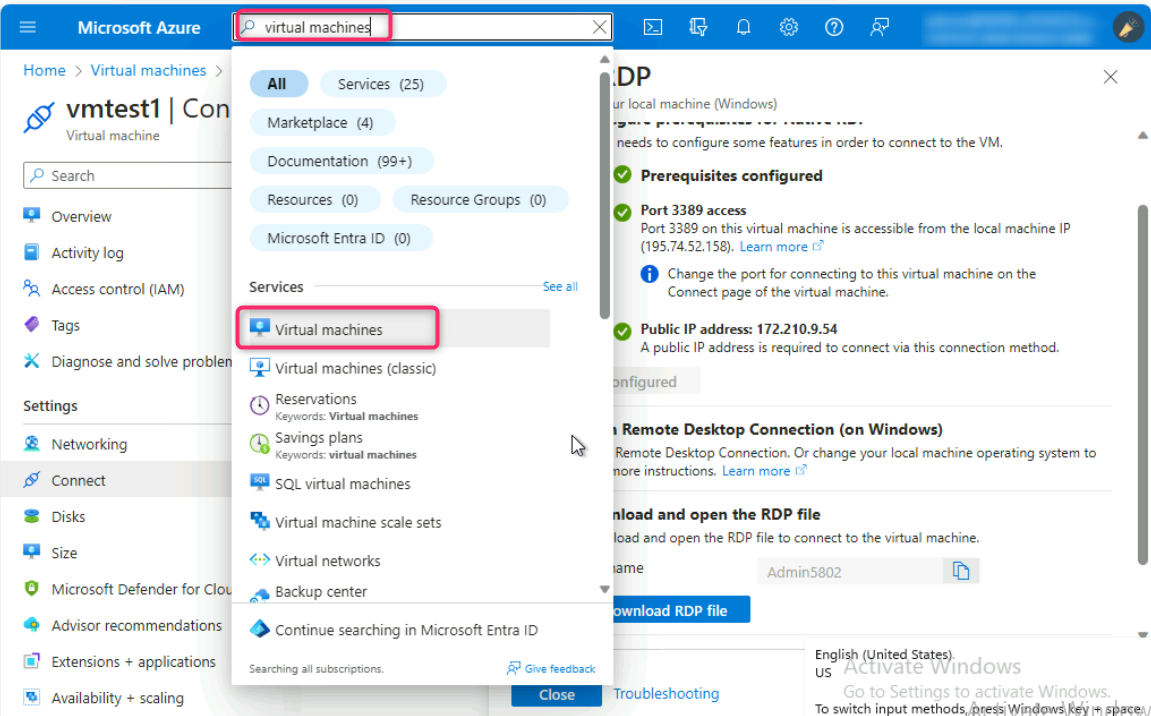 Microsoft Azure
virtual machines
Home > Virtual machines >
vmtest1 | Con
Virtual machine
Search
Overview
Activity log
Access control (IAM)
Tags
Diagnose and solve problem
Settings
Networking
Connect
Disks
Size
Microsoft Defender for Clou
Advisor recommendations
Extensions + applications
Availability + scaling
All
Services (25)
Marketplace (4)
Documentation (99+)
Resources (0)
Resource Groups (0)
Microsoft Entra ID (0)
Services
See all
Virtual machines
Virtual machines (classic)
Reservations
Keywords: Virtual machines
Savings plans
Keywords: virtual machines
SQL
SQL virtual machines
Virtual machine scale sets
Virtual networks
Backup center
Continue searching in Microsoft Entra ID
Searching all subscriptions.
Give feedback
RDP
ur local machine (Windows)
gure prerequisites for Native RDP
needs to configure some features in order to connect to the VM.
Prerequisites configured
Port 3389 access
Port 3389 on this virtual machine is accessible from the local machine IP
(195.74.52.158). Learn more
Change the port for connecting to this virtual machine on the
Connect page of the virtual machine.
Public IP address: 172.210.9.54
A public IP address is required to connect via this connection method.
onfigured
n Remote Desktop Connection (on Windows)
Remote Desktop Connection. Or change your local machine operating system to
more instructions. Learn more
nload and open the RDP file
load and open the RDP file to connect to the virtual machine.
ame
Admin5802
ownload RDP file
Close
Troubleshooting
English (United States)
US
To switch input methods, press Windows key + space.
Activate Windows
Go to Settings to activate Windows.